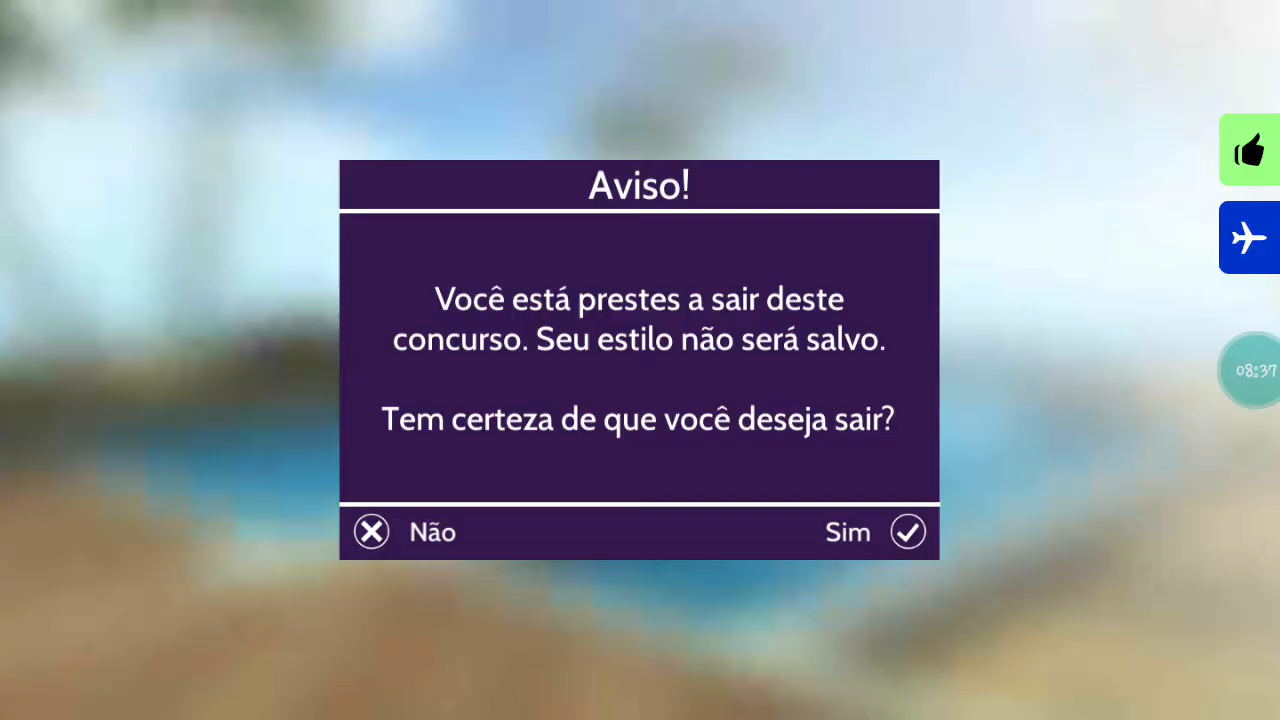 Aviso!
Você está prestes a sair deste
concurso. Seu estilo não será salvo.
Tem certeza de que você deseja sair?
Não
Sim
08:37